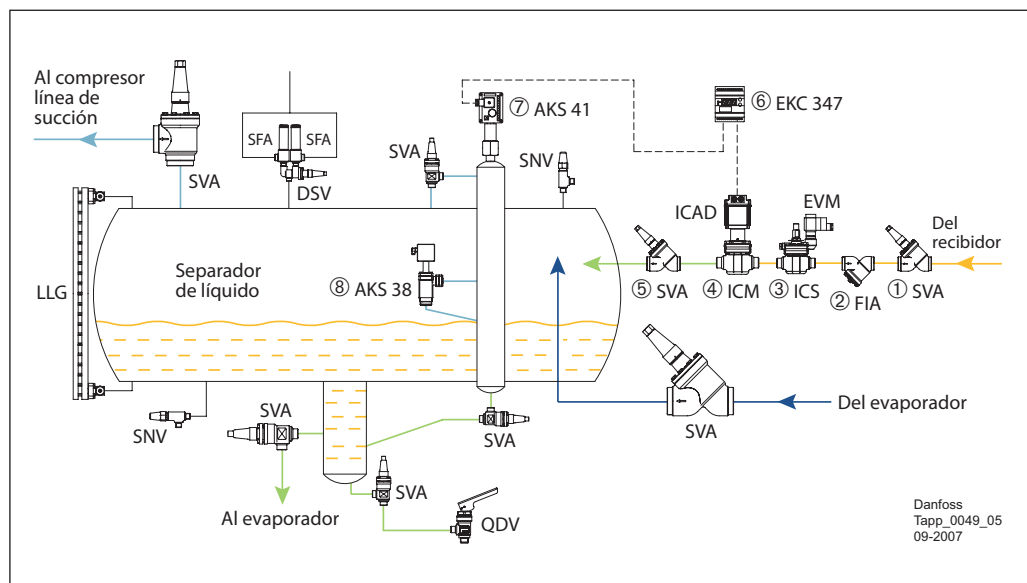 Al compresor
línea de
succión
SVA
SFA
SFA
DSV
SVA
⑦ AKS 41
SNV
⑥ EKC 347
ICAD
EVM
Del
recibidor
LLG
Separador
de líquido
⑧ AKS 38
⑤ SVA
④ ICM
③ ICS
② FIA
① SVA
SNV
SVA
SVA
SVA
Del evaporador
Al evaporador
SVA
QDV
Danfoss
Tapp_0049_05
09-2007